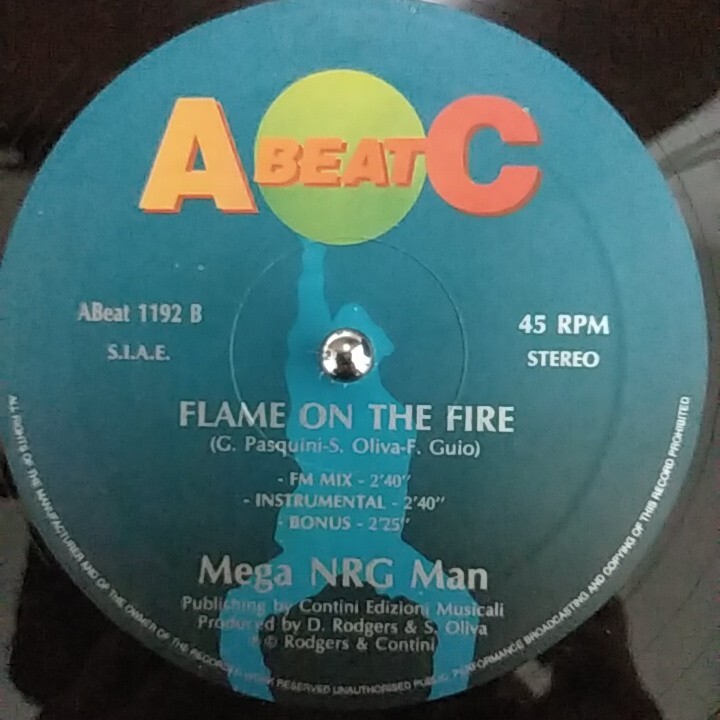 A BEAT C
ABeat 1192 B
45 RPM
S.I.A.E.
STEREO
FLAME ON THE FIRE
(G. Pasquini-S. Oliva-F. Guio)
- FM MIX - 2'40"
- INSTRUMENTAL - 2'40"
- BONUS - 2'25"
Mega NRG Man
Publishing by Contini Edizioni Musicali
Produced by D. Rodgers & S. Oliva
℗ © Rodgers & Contini
ALL RIGHTS OF THE MANUFACTURER AND OF THE OWNER OF THE RECORDED WORK RESERVED UNAUTHORISED PUBLIC PERFORMANCE BROADCASTING AND COPYING OF THIS RECORD PROHIBITED